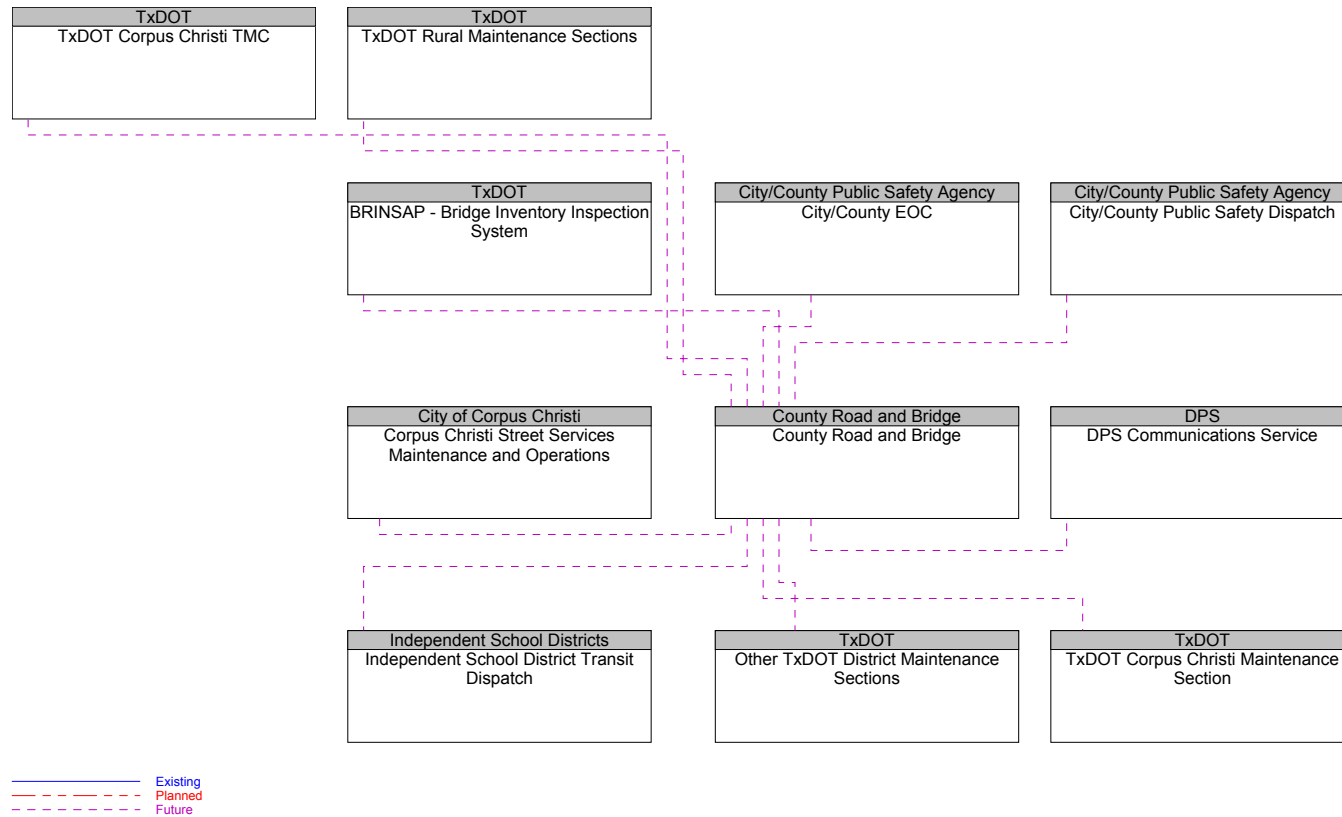 TxDOT
TxDOT Corpus Christi TMC
TxDOT
TxDOT Rural Maintenance Sections
TxDOT
BRINSAP - Bridge Inventory Inspection
System
City/County Public Safety Agency
City/County EOC
City/County Public Safety Agency
City/County Public Safety Dispatch
City of Corpus Christi
Corpus Christi Street Services
Maintenance and Operations
County Road and Bridge
County Road and Bridge
DPS
DPS Communications Service
Independent School Districts
Independent School District Transit
Dispatch
TxDOT
Other TxDOT District Maintenance
Sections
TxDOT
TxDOT Corpus Christi Maintenance
Section
Existing
Planned
Future